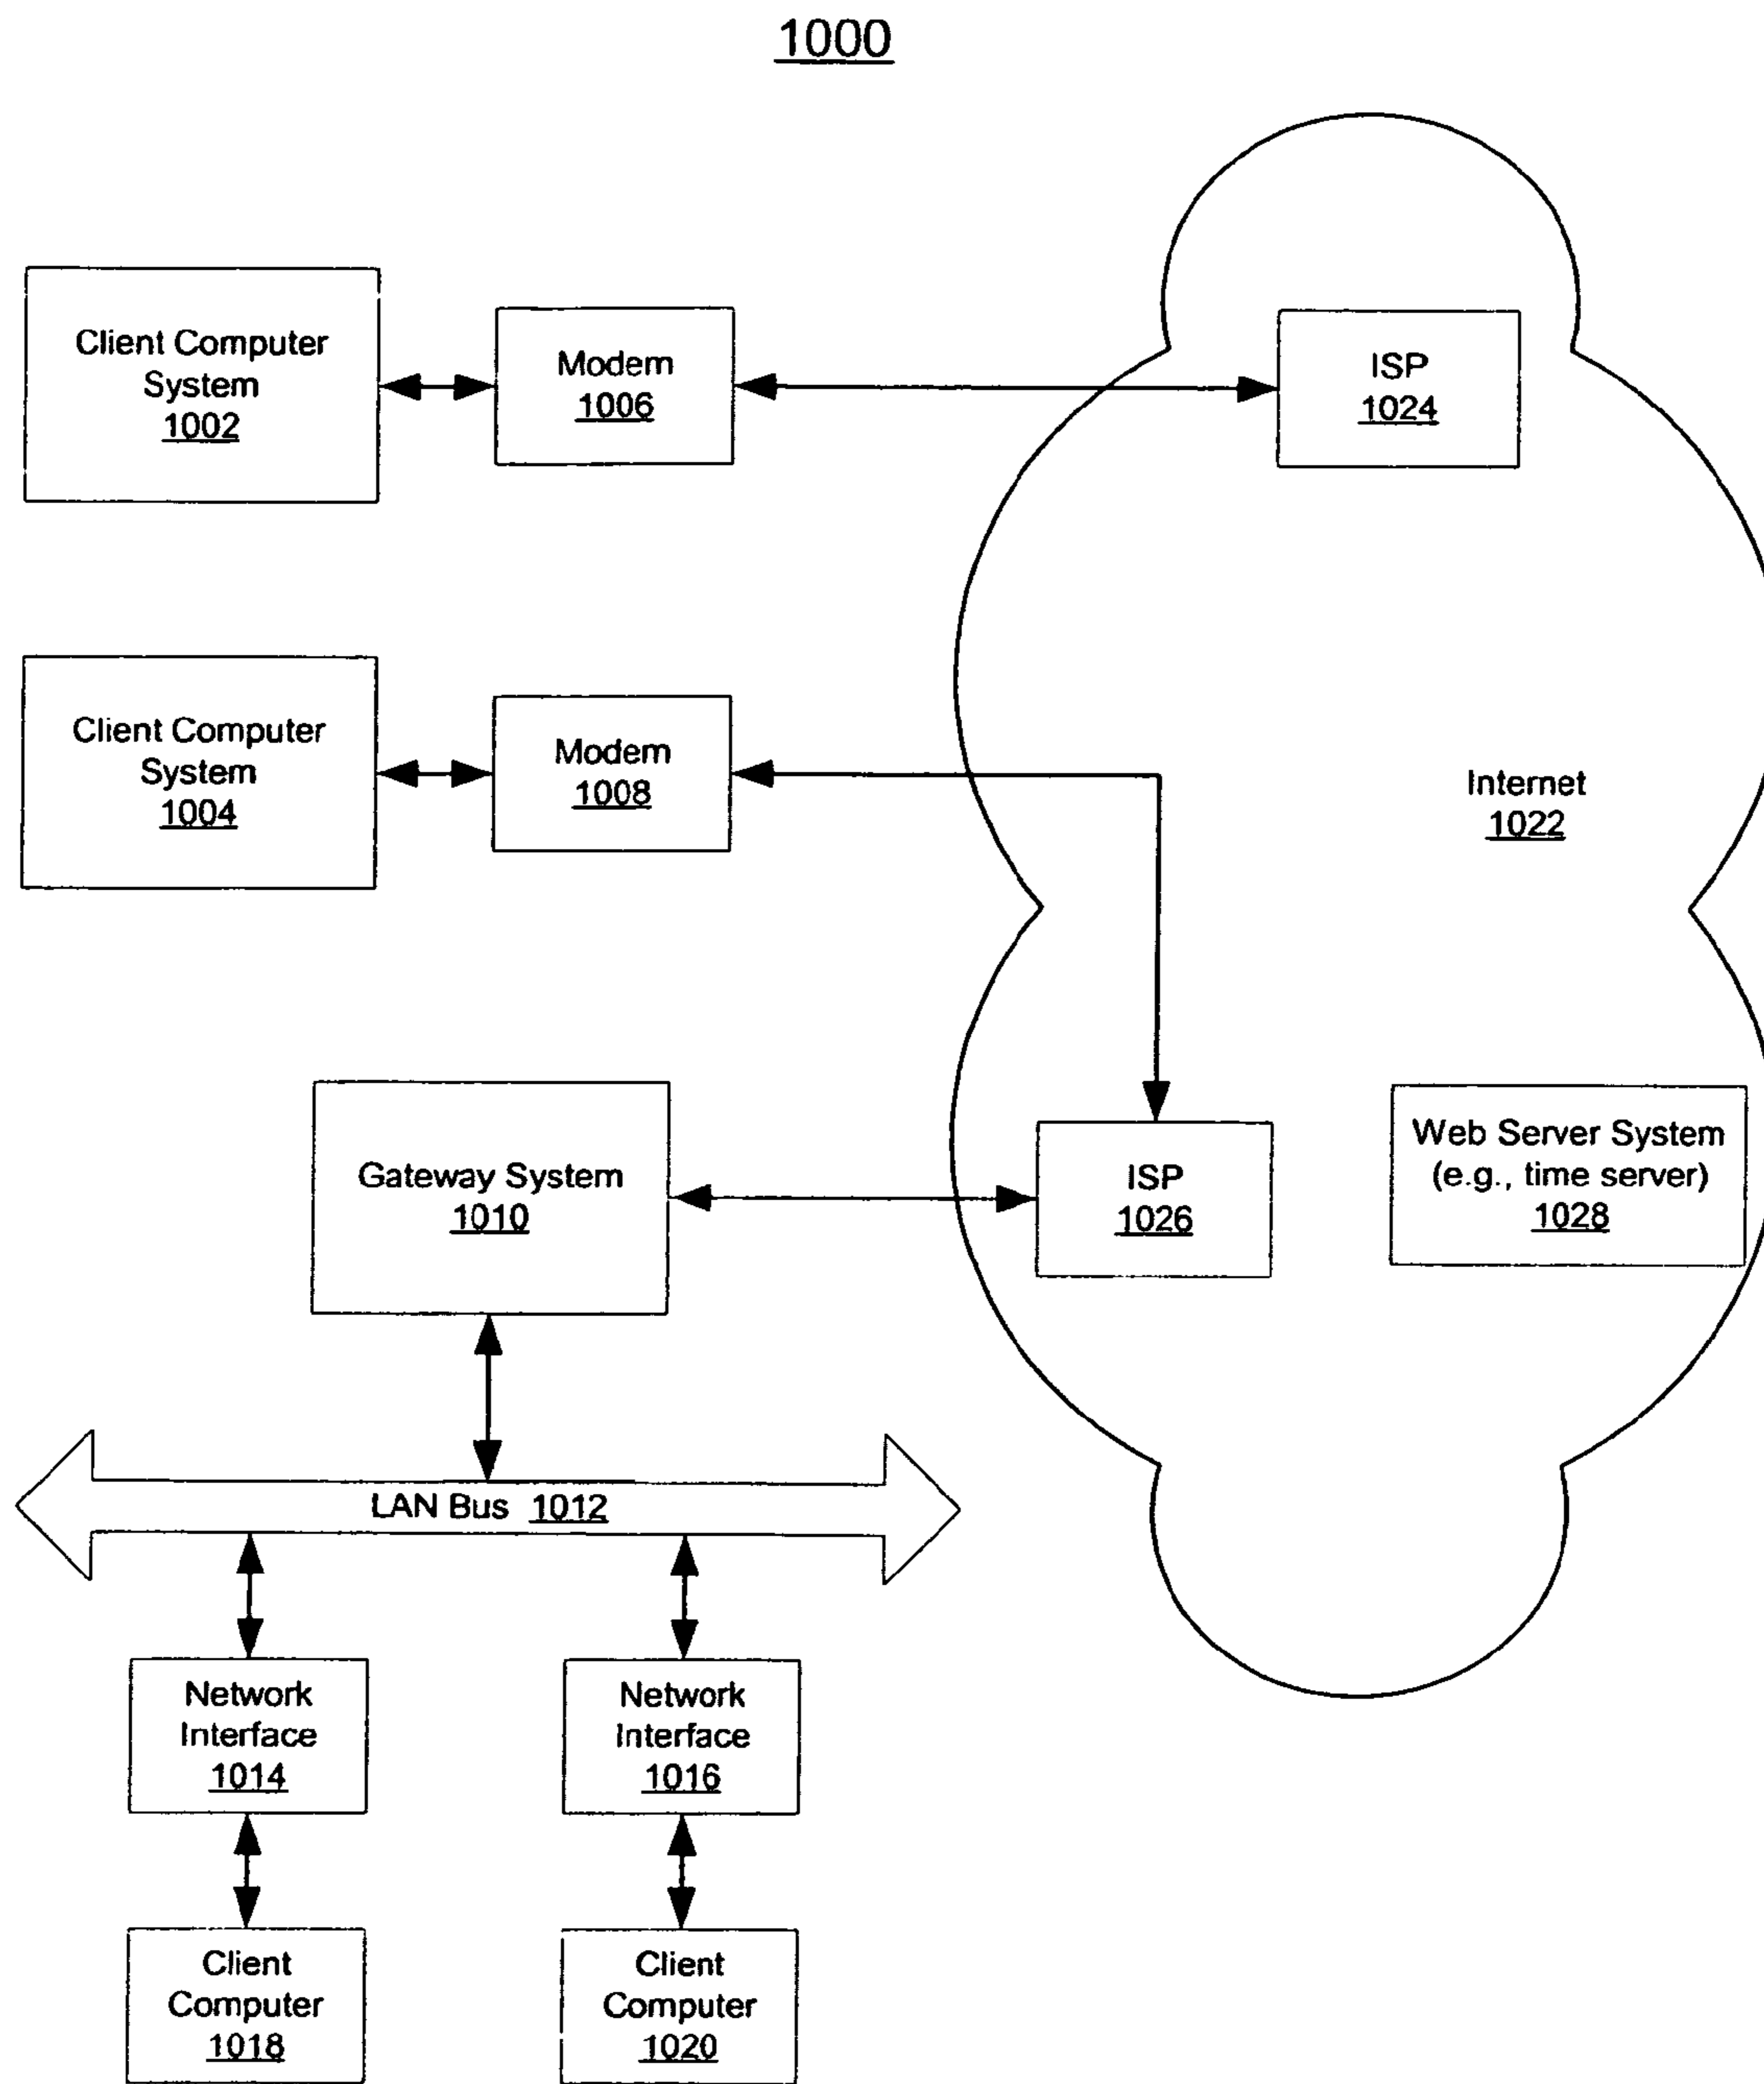 1000
Client Computer
System
1002
Modem
1006
ISP
1024
Client Computer
System
1004
Modem
1008
Internet
1022
Gateway System
1010
ISP
1026
Web Server System
(e.g., time server)
1028
LAN Bus 1012
Network
Interface
1014
Network
Interface
1016
Client
Computer
1018
Client
Computer
1020